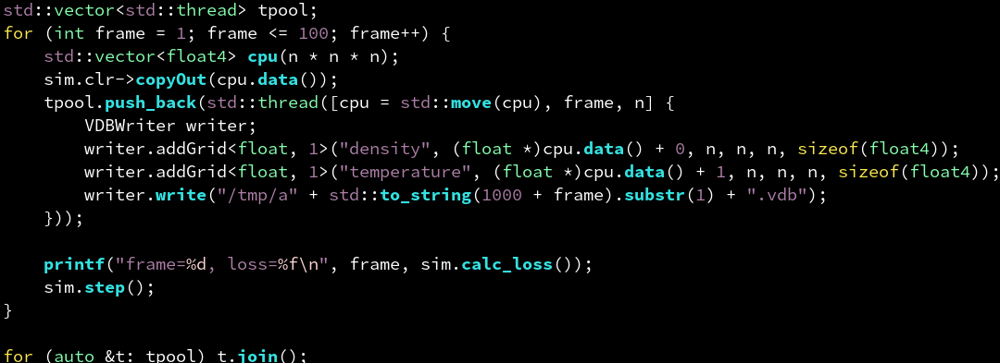 std::vector<std::thread> tpool;
for (int frame = 1; frame <= 100; frame++) {
    std::vector<float4> cpu(n * n * n);
    sim.clr->copyOut(cpu.data());
    tpool.push_back(std::thread([cpu = std::move(cpu), frame, n] {
        VDBWriter writer;
        writer.addGrid<float, 1>("density", (float *)cpu.data() + 0, n, n, n, sizeof(float4));
        writer.addGrid<float, 1>("temperature", (float *)cpu.data() + 1, n, n, n, sizeof(float4));
        writer.write("/tmp/a" + std::to_string(1000 + frame).substr(1) + ".vdb");
    }));

    printf("frame=%d, loss=%f\n", frame, sim.calc_loss());
    sim.step();
}

for (auto &t: tpool) t.join();